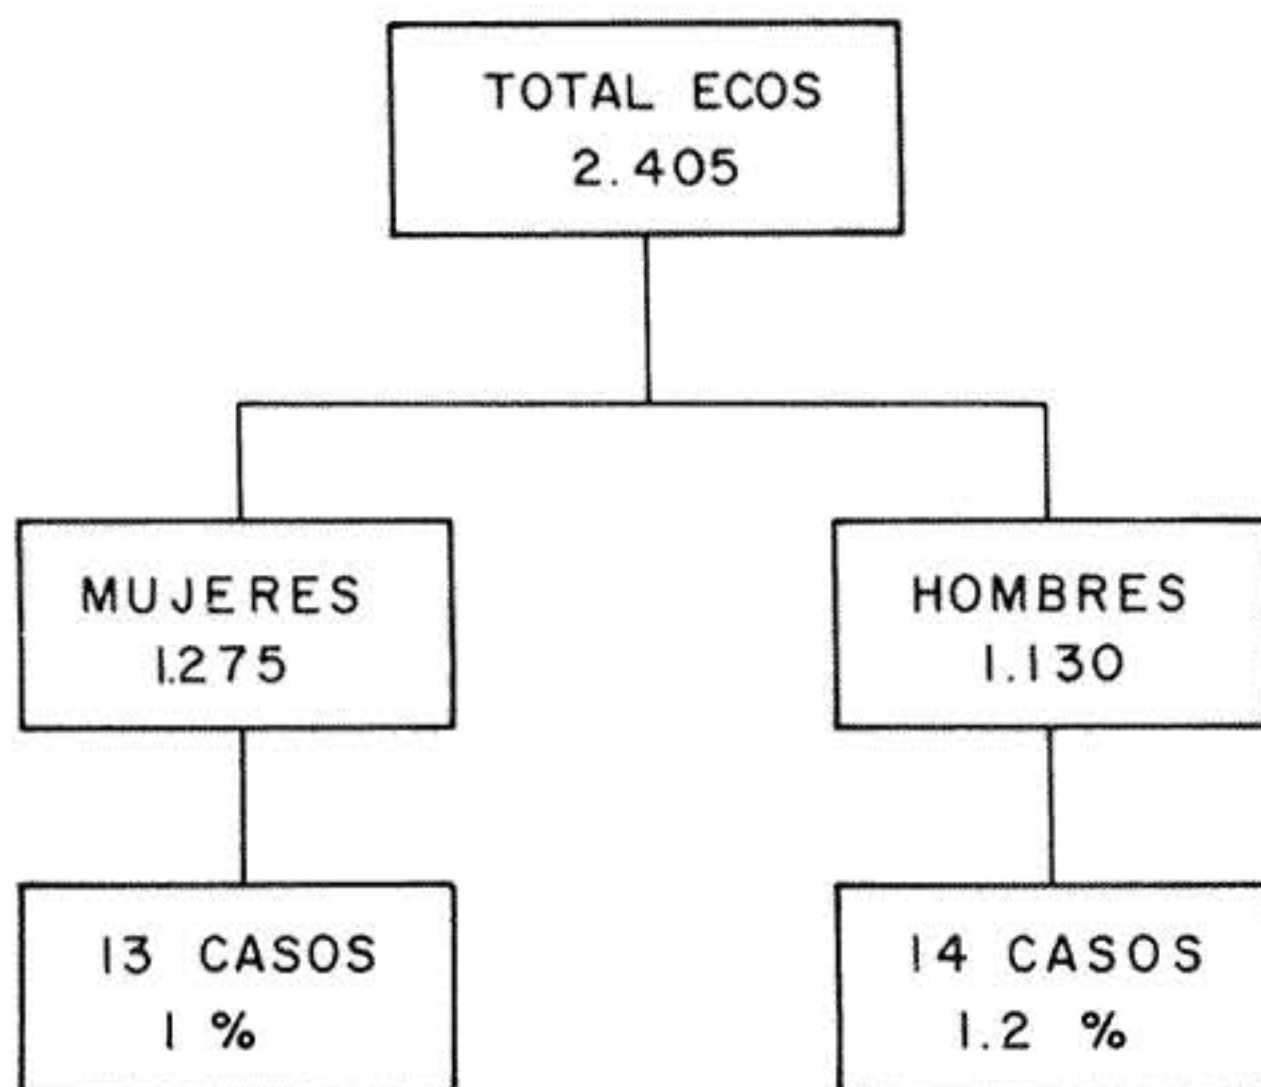 TOTAL ECOS
2.405
MUJERES
1.275
HOMBRES
1.130
13 CASOS
1 %
14 CASOS
1.2 %